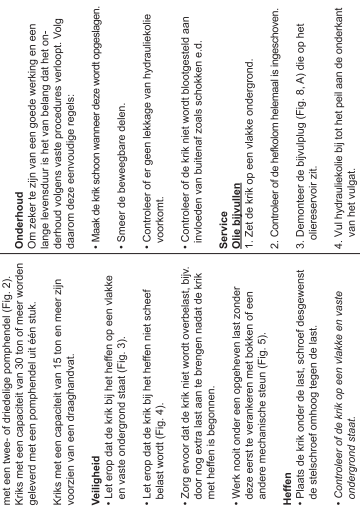 met een twee- of driedelige pomphendel (Fig. 2).
Kriks met een capaciteit van 30 ton of meer worden
geleverd met een pomphendel uit één stuk.
Kriks met een capaciteit van 15 ton en meer zijn
voorzien van een draaghandvat.
Veiligheid
• Let erop dat de krik bij het heffen op een vlakke
en vaste ondergrond staat (Fig. 3).
• Let erop dat de krik bij het heffen niet scheef
belast wordt (Fig. 4).
• Zorg ervoor dat de krik niet wordt overbelast, bijv.
door nog extra last aan te brengen nadat de krik
met heffen is begonnen.
• Werk nooit onder een opgeheven last zonder
deze eerst te verankeren met bokken of een
andere mechanische steun (Fig. 5).
Heffen
• Plaats de krik onder de last, schroef desgewenst
de stelschroef omhoog tegen de last.
• Controleer of de krik op een vlakke en vaste
ondergrond staat.
Onderhoud
Om zeker te zijn van een goede werking en een
lange levensduur is het van belang dat het on-
derhoud volgens vaste procedures verloopt. Volg
daarom deze eenvoudige regels:
• Maak de krik schoon wanneer deze wordt opgeslagen.
• Smeer de beweegbare delen.
• Controleer of er geen lekkage van hydrauliekolie
voorkomt.
• Controleer of de krik niet wordt blootgesteld aan
invloeden van buitenaf zoals schokken e.d.
Service
Olie bijvullen
1. Zet de krik op een vlakke ondergrond.
2. Controleer of de hefkolom helemaal is ingeschoven.
3. Demonteer de bijvulplug (Fig. 8, A) die op het
oliereservoir zit.
4. Vul hydrauliekolie bij tot het peil aan de onderkant
van het vulgat.